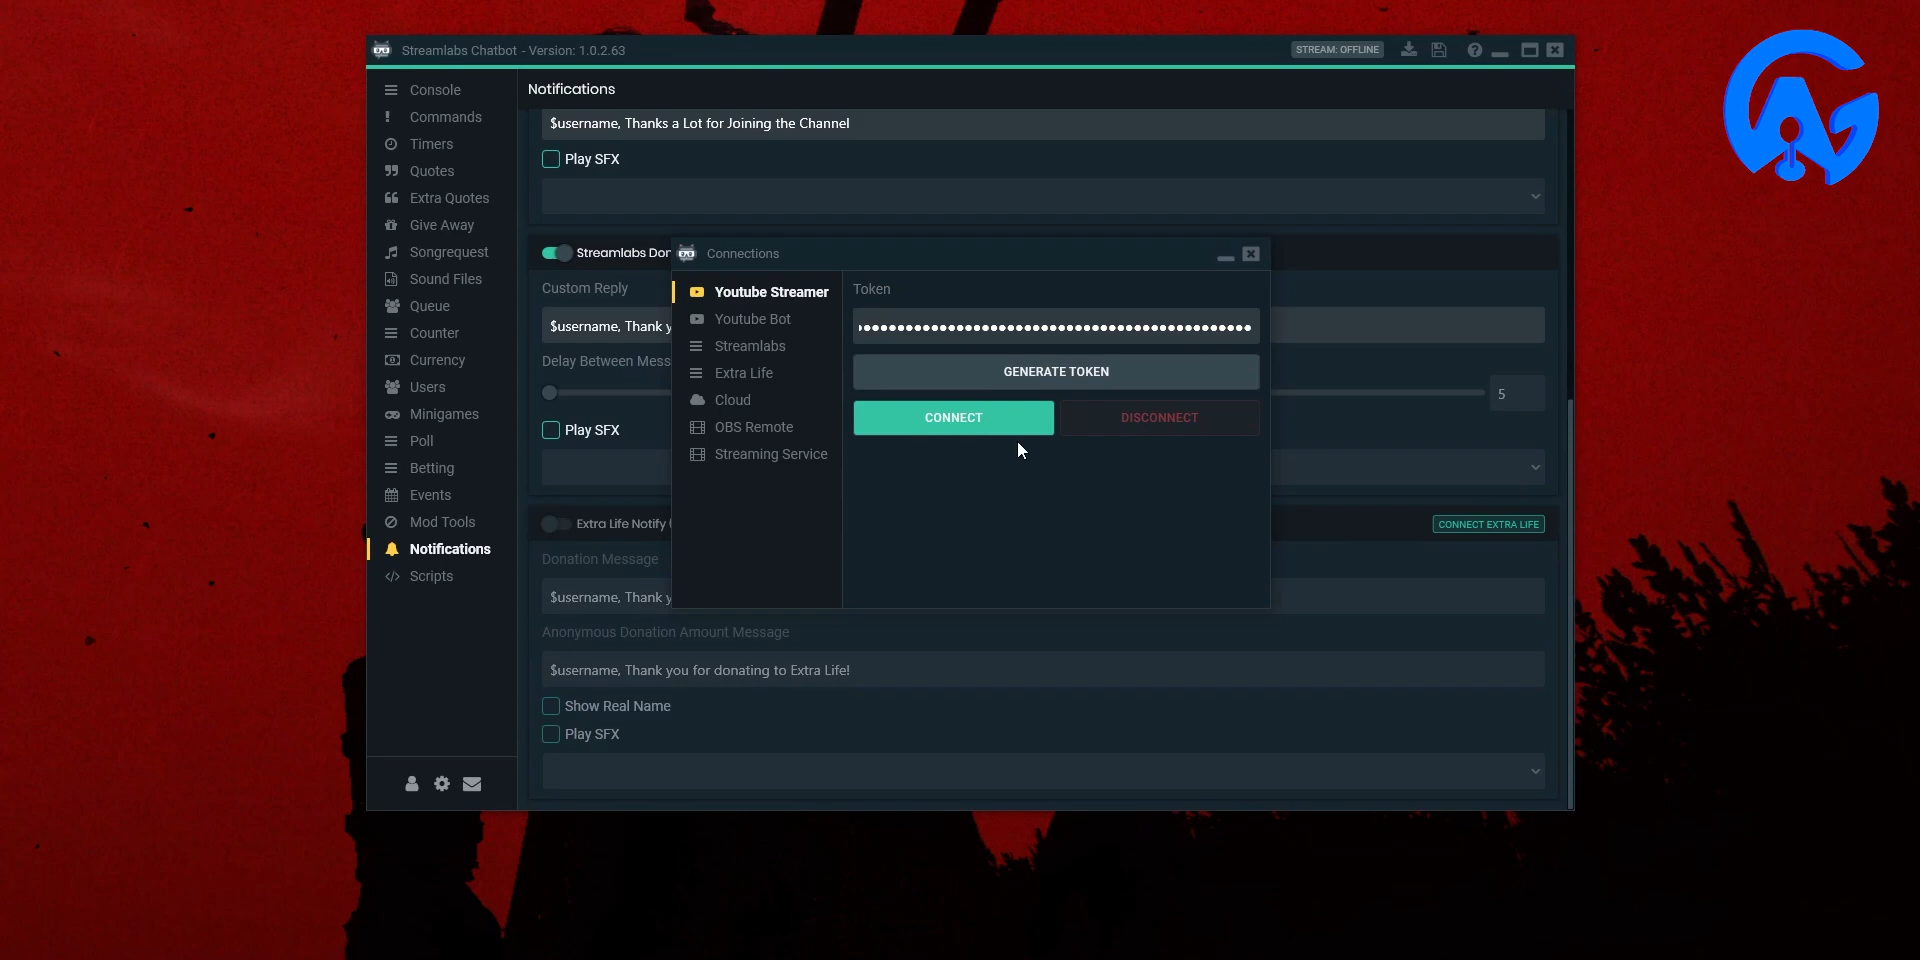 Streamlabs Chatbot - Version: 1.0.2.63
STREAM: OFFLINE
Console
Commands
Timers
Quotes
Extra Quotes
Give Away
Songrequest
Sound Files
Queue
Counter
Currency
Users
Minigames
Poll
Betting
Events
Mod Tools
Notifications
Scripts
Notifications
$username, Thanks a Lot for Joining the Channel
Play SFX
Streamlabs Don
Custom Reply
$username, Thank y
Delay Between Mess
5
Play SFX
Extra Life Notify
CONNECT EXTRA LIFE
Donation Message
$username, Thank y
Anonymous Donation Amount Message
$username, Thank you for donating to Extra Life!
Show Real Name
Play SFX
Connections
Youtube Streamer
Youtube Bot
Streamlabs
Extra Life
Cloud
OBS Remote
Streaming Service
Token
GENERATE TOKEN
CONNECT
DISCONNECT